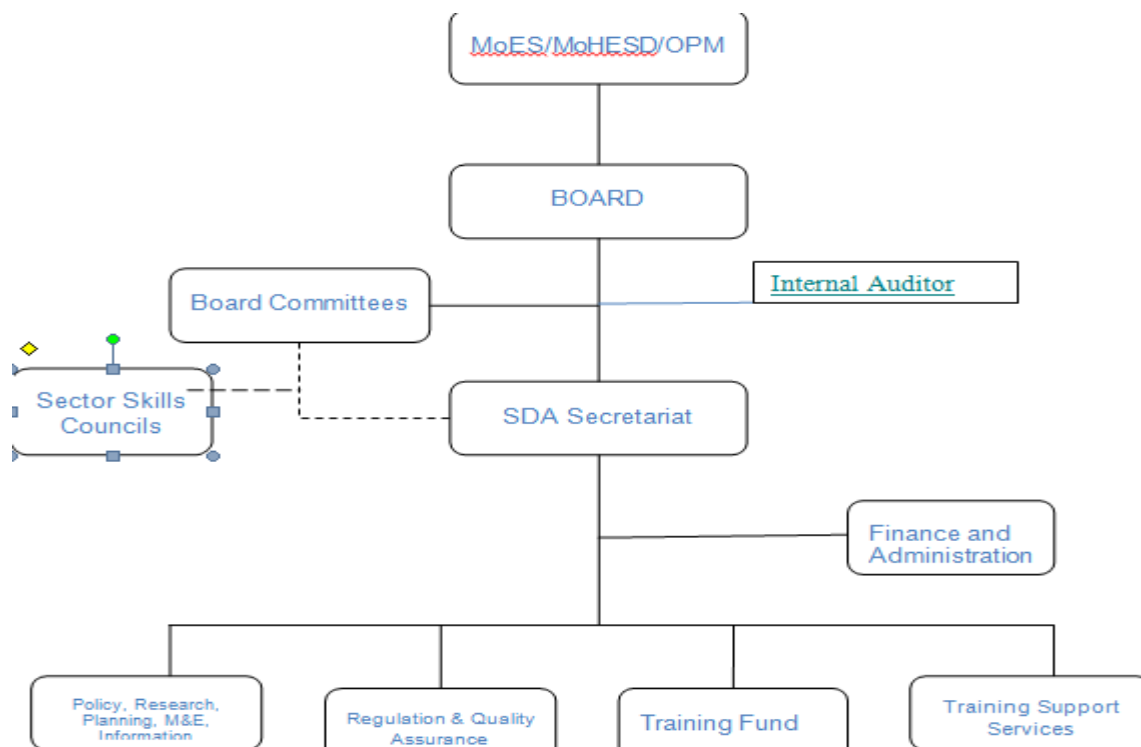 MoES/MoHESD/OPM
BOARD
Internal Auditor
Board Committees
Sector Skills
Councils
SDA Secretariat
Finance and
Administration
Policy, Research,
Planning, M&E,
Information
Regulation & Quality
Assurance
Training Fund
Training Support
Services